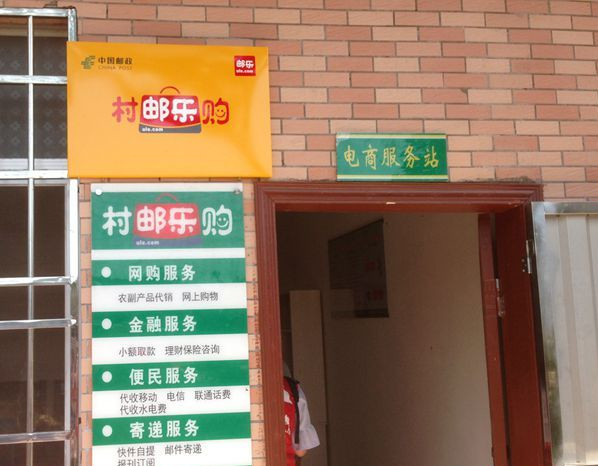 中国邮政
CHINA POST
邮乐
ule.com
村邮乐购
ule.com
电商服务站
村邮乐购
ule.com
网购服务
农副产品代销 网上购物
金融服务
小额取款 理财保险咨询
便民服务
代收移动 电信 联通话费
代收水电费
寄递服务
快件自提 邮件寄递
报刊订阅